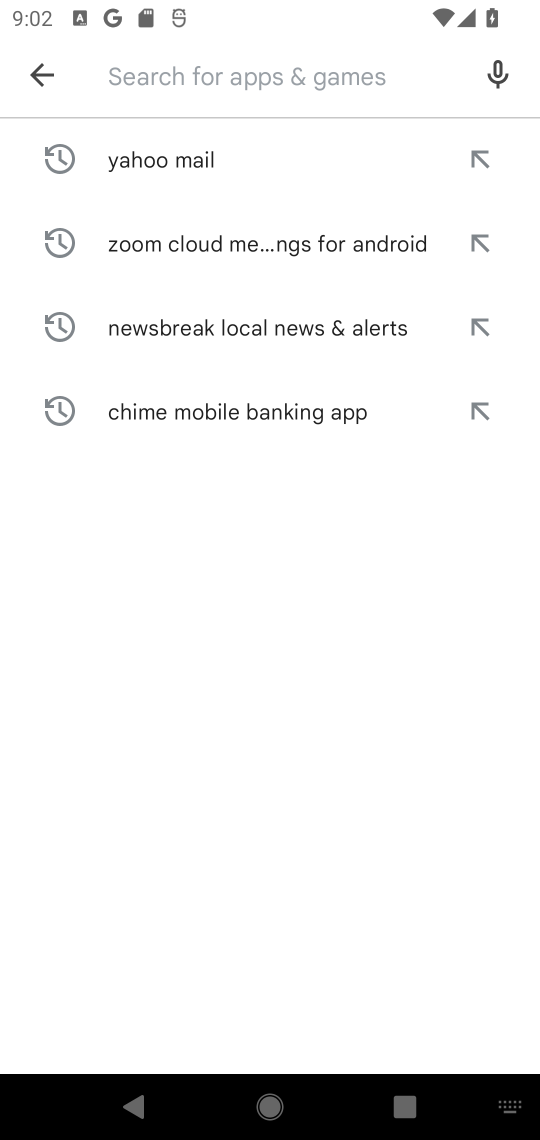 9:02
Search for apps & games
yahoo mail
zoom cloud me...ngs for android
newsbreak local news & alerts
chime mobile banking app